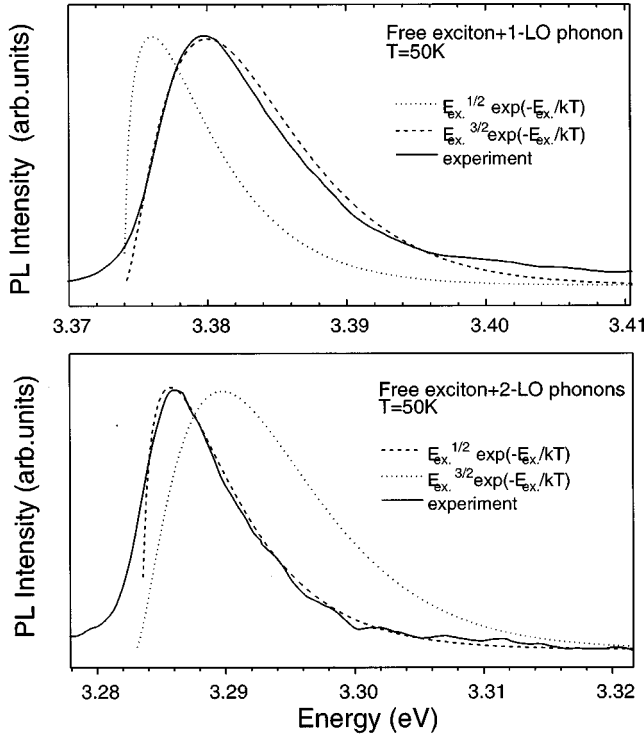 PL Intensity (arb.units)
Free exciton+1-LO phonon
T=50K
E_ex.^1/2 exp(-E_ex./kT)
E_ex.^3/2 exp(-E_ex./kT)
experiment
3.37 3.38 3.39 3.40 3.41
PL Intensity (arb.units)
Free exciton+2-LO phonons
T=50K
E_ex.^1/2 exp(-E_ex./kT)
E_ex.^3/2 exp(-E_ex./kT)
experiment
3.28 3.29 3.30 3.31 3.32
Energy (eV)